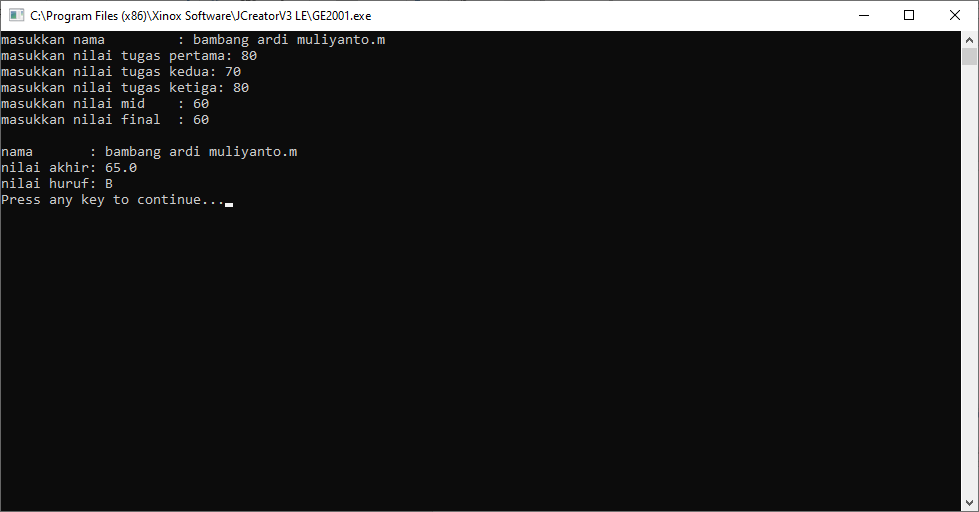 C:\Program Files (x86)\Xinox Software\JCreatorV3 LE\GE2001.exe
masukkan nama         : bambang ardi muliyanto.m
masukkan nilai tugas pertama: 80
masukkan nilai tugas kedua: 70
masukkan nilai tugas ketiga: 80
masukkan nilai mid    : 60
masukkan nilai final  : 60

nama       : bambang ardi muliyanto.m
nilai akhir: 65.0
nilai huruf: B
Press any key to continue...